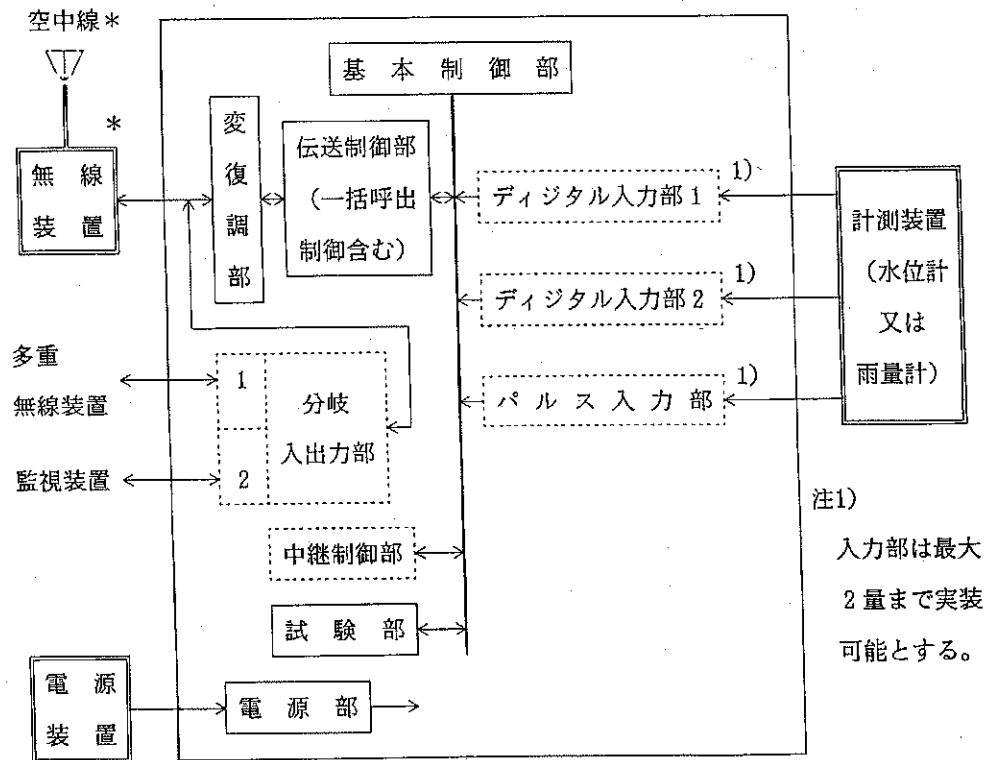 空中線*
*
無線
装置
変復調部
基本制御部
伝送制御部
（一括呼出
制御含む）
ディジタル入力部1
1)
ディジタル入力部2
1)
パルス入力部
1)
計測装置
（水位計
又は
雨量計）
多重
無線装置
監視装置
1
2
分岐
入出力部
中継制御部
試験部
電源
装置
電源部
注1)
入力部は最大
2量まで実装
可能とする。